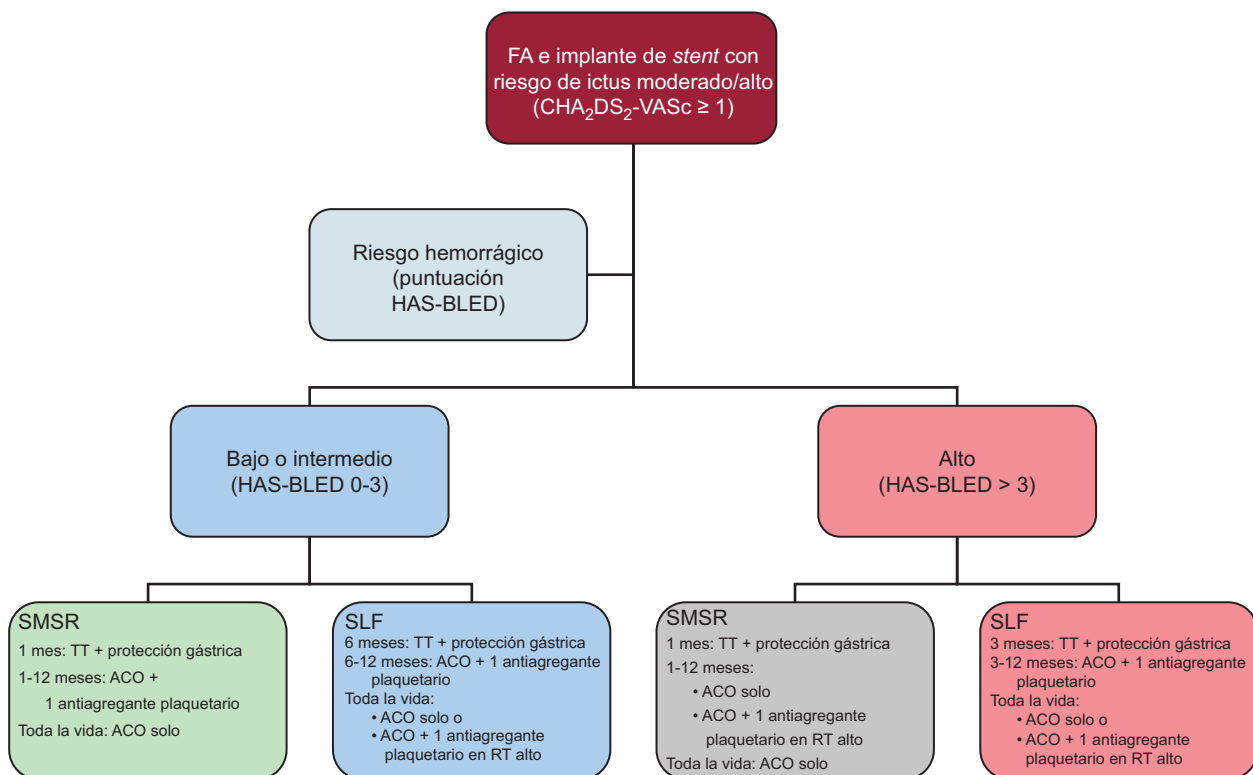 FA e implante de stent con
riesgo de ictus moderado/alto
(CHA₂DS₂-VASc ≥ 1)
Riesgo hemorrágico
(puntuación
HAS-BLED)
Bajo o intermedio
(HAS-BLED 0-3)
Alto
(HAS-BLED > 3)
SMSR
1 mes: TT + protección gástrica
1-12 meses: ACO +
1 antiagregante plaquetario
Toda la vida: ACO solo
SLF
6 meses: TT + protección gástrica
6-12 meses: ACO + 1 antiagregante
plaquetario
Toda la vida:
• ACO solo o
• ACO + 1 antiagregante
plaquetario en RT alto
SMSR
1 mes: TT + protección gástrica
1-12 meses:
• ACO solo
• ACO + 1 antiagregante
plaquetario en RT alto
Toda la vida: ACO solo
SLF
3 meses: TT + protección gástrica
3-12 meses: ACO + 1 antiagregante
plaquetario
Toda la vida:
• ACO solo o
• ACO + 1 antiagregante
plaquetario en RT alto